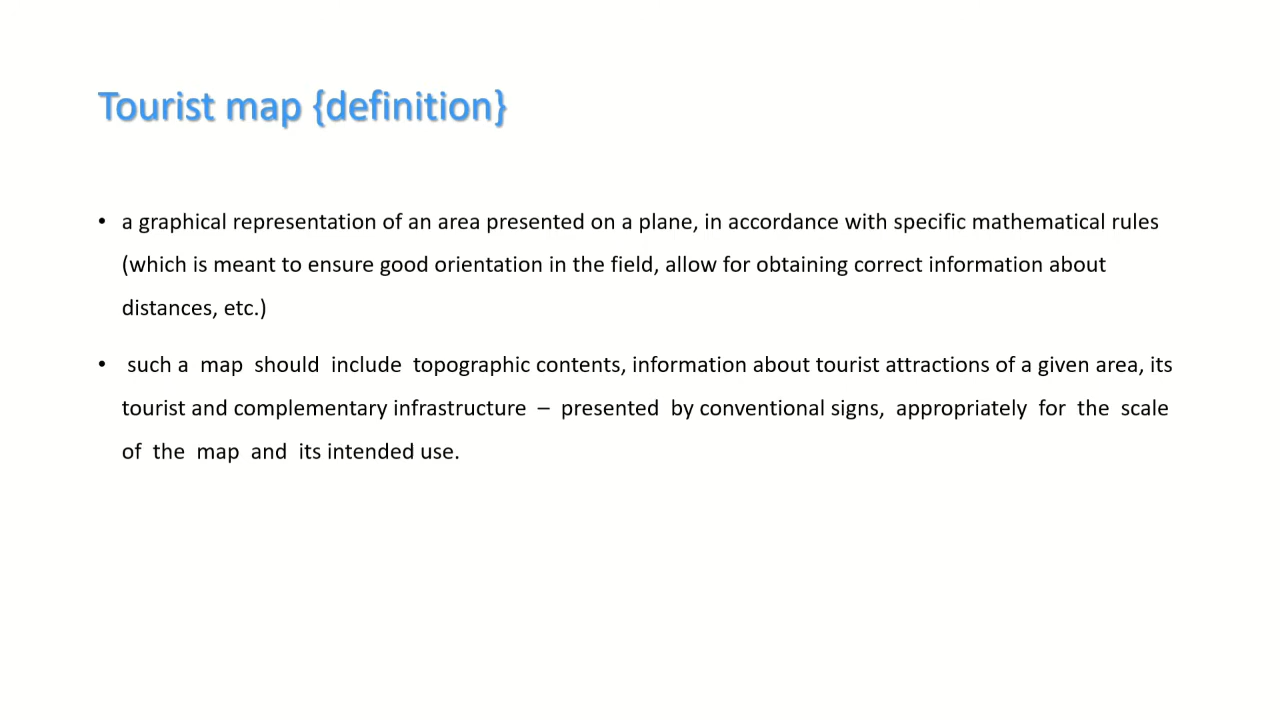 Tourist map {definition}
• a graphical representation of an area presented on a plane, in accordance with specific mathematical rules
(which is meant to ensure good orientation in the field, allow for obtaining correct information about
distances, etc.)
• such a map should include topographic contents, information about tourist attractions of a given area, its
tourist and complementary infrastructure – presented by conventional signs, appropriately for the scale
of the map and its intended use.